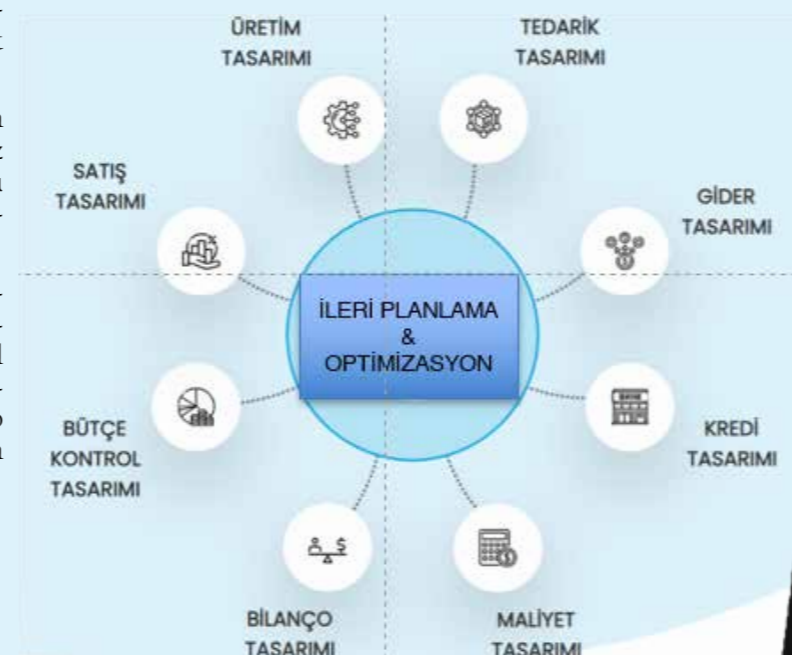 ÜRETİM
TASARIMI
TEDARİK
TASARIMI
SATIŞ
TASARIMI
GİDER
TASARIMI
İLERİ PLANLAMA
&
OPTİMİZASYON
BÜTÇE
KONTROL
TASARIMI
KREDİ
TASARIMI
BİLANÇO
TASARIMI
MALİYET
TASARIMI